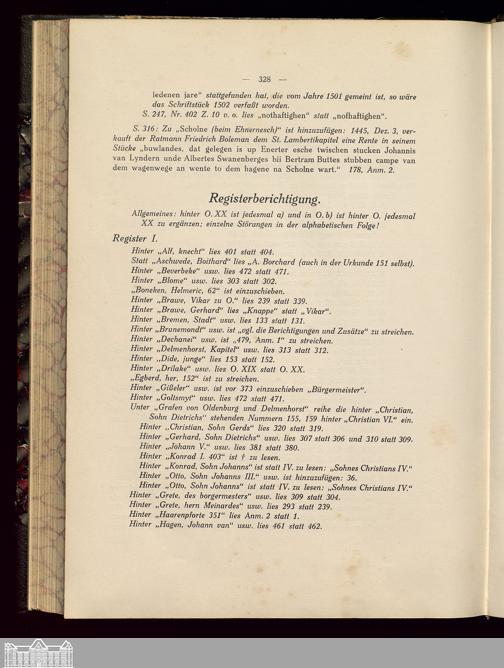 — 328 —
ledenen jare“ stattgefunden hat, die vom Jahre 1501 gemeint ist, so wäre
das Schriftstück 1502 verfaßt worden.
S. 247, Nr. 402 Z. 10 v. o. lies „nothaftighen“ statt „nofhaftighen“.
S. 316: Zu „Scholne (beim Ehnernesch)“ ist hinzuzufügen: 1445, Dez. 3, ver-
kauft der Ratmann Friedrich Boleman dem St. Lambertikapitel eine Rente in seinem
Stücke „buwlandes, dat gelegen is up Enerter esche twischen stucken Johannis
van Lyndern unde Albertes Swanenberges bii Bertram Buttes stubben campe van
dem wagenwege an wente to dem hagene na Scholne wart.“ 178, Anm. 2.
Registerberichtigung.
Allgemeines: hinter O. XX ist jedesmal a) und in O. b) ist hinter O. jedesmal
XX zu ergänzen; einzelne Störungen in der alphabetischen Folge!
Register I.
Hinter „Alf, knecht“ lies 401 statt 404.
Statt „Aschwede, Boithard“ lies „A. Borchard (auch in der Urkunde 151 selbst).
Hinter „Beverbeke“ usw. lies 472 statt 471.
Hinter „Blome“ usw. lies 303 statt 302.
„Boneken, Helmeric, 62“ ist einzuschieben.
Hinter „Brawe, Vikar zu O.“ lies 239 statt 339.
Hinter „Brawe, Gerhard“ lies „Knappe“ statt „Vikar“.
Hinter „Bremen, Stadt“ usw. lies 133 statt 131.
Hinter „Brunemondt“ usw. ist „vgl. die Berichtigungen und Zusätze“ zu streichen.
Hinter „Dechanei“ usw. ist „479, Anm. 1“ zu streichen.
Hinter „Delmenhorst, Kapitel“ usw. lies 313 statt 312.
Hinter „Dide, junge“ lies 153 statt 152.
Hinter „Drilake“ usw. lies O. XIX statt O. XX.
„Egberd, her, 152“ ist zu streichen.
Hinter „Gißeler“ usw. ist vor 373 einzuschieben „Bürgermeister“.
Hinter „Goltsmyt“ usw. lies 472 statt 471.
Unter „Grafen von Oldenburg und Delmenhorst“ reihe die hinter „Christian,
Sohn Dietrichs“ stehenden Nummern 155, 159 hinter „Christian VI.“ ein.
Hinter „Christian, Sohn Gerds“ lies 320 statt 319.
Hinter „Gerhard, Sohn Dietrichs“ usw. lies 307 statt 306 und 310 statt 309.
Hinter „Johann V.“ usw. lies 381 statt 380.
Hinter „Konrad I. 403“ ist † zu lesen.
Hinter „Konrad, Sohn Johanns“ ist statt IV. zu lesen: „Sohnes Christians IV.“
Hinter „Otto, Sohn Johanns III.“ usw. ist hinzuzufügen: 36.
Hinter „Otto, Sohn Johanns“ ist statt IV. zu lesen: „Sohnes Christians IV.“
Hinter „Grete, des borgermesters“ usw. lies 309 statt 304.
Hinter „Grete, hern Meinardes“ usw. lies 293 statt 239.
Hinter „Haarenpforte 351“ lies Anm. 2 statt 1.
Hinter „Hagen, Johann van“ usw. lies 461 statt 462.